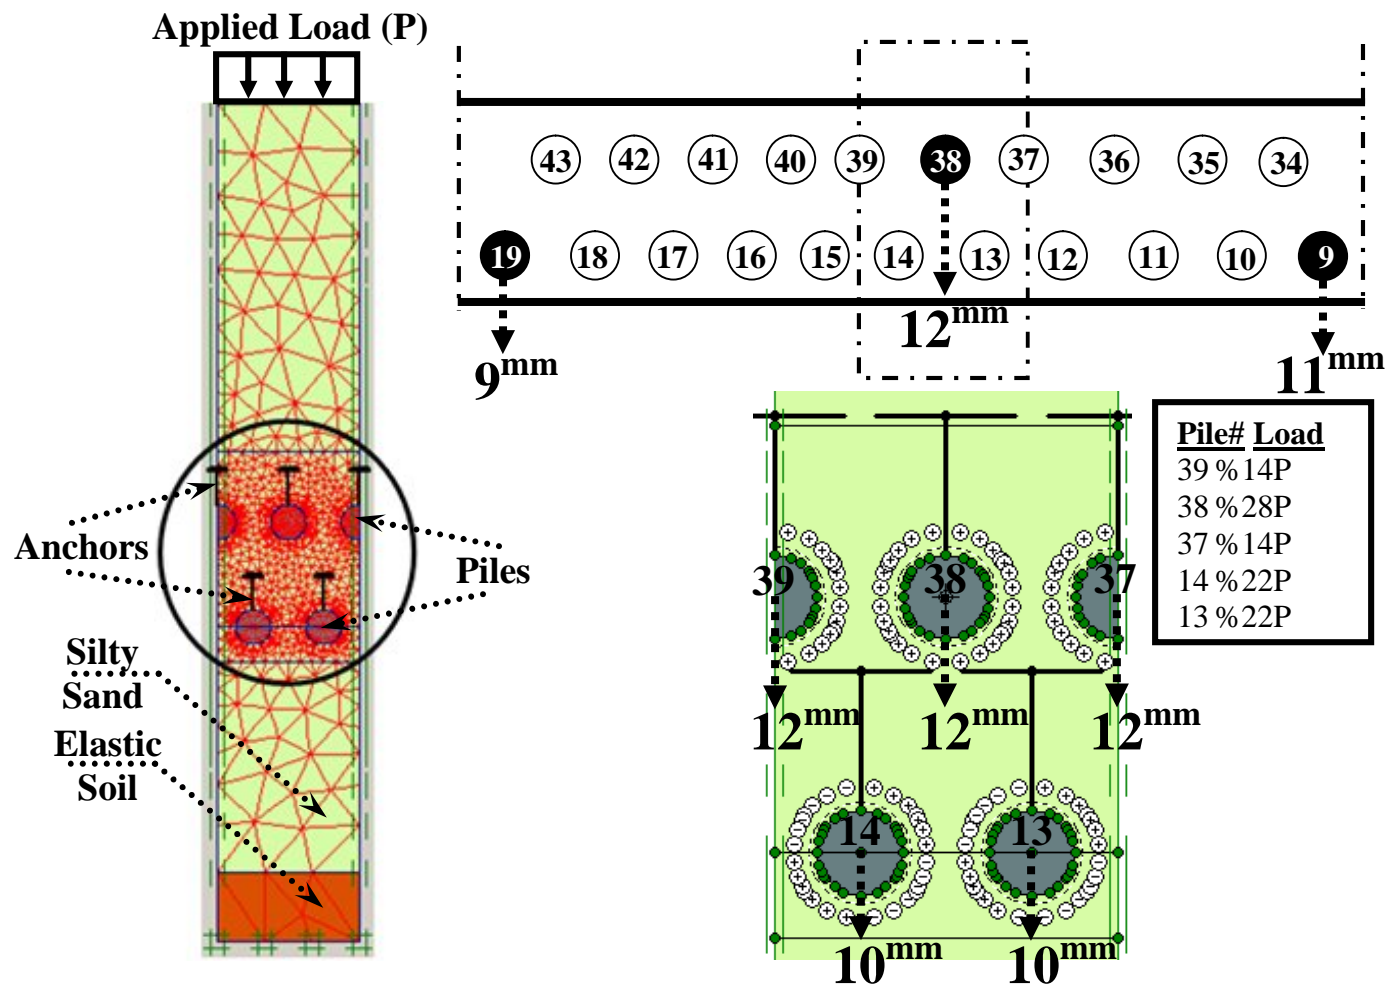 Applied Load (P)
43 42 41 40 39 38 37 36 35 34
19 18 17 16 15 14 13 12 11 10 9
12mm
9mm
11mm
Anchors
Piles
Silty
Sand
Elastic
Soil
Pile# Load
39 %14P
38 %28P
37 %14P
14 %22P
13 %22P
39 38 37
12mm 12mm 12mm
14 13
10mm 10mm